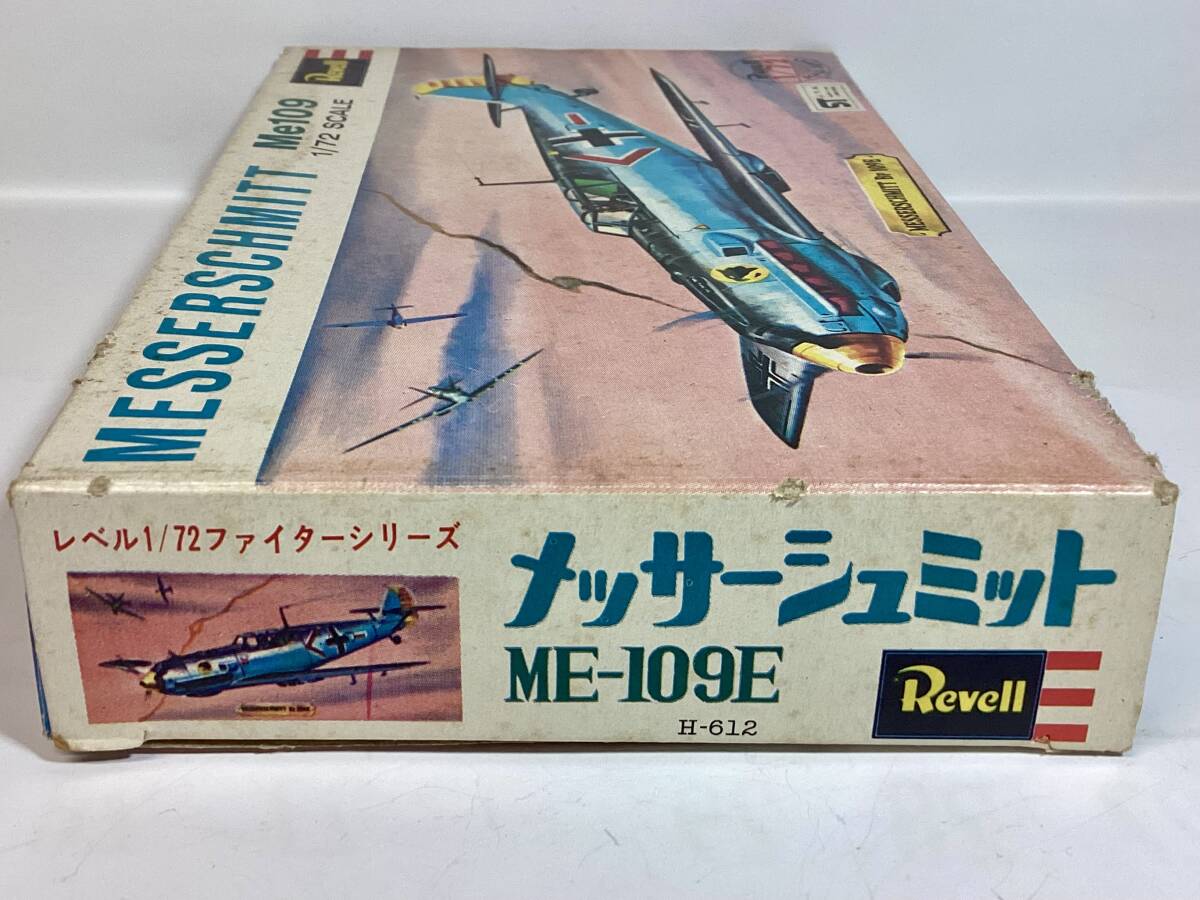 MESSERSCHMITT Me109
1/72 SCALE
Revell
MESSERSCHMITT Bf 109E
レベル1/72ファイターシリーズ
メッサーシュミット
ME-109E
H-612
Revell